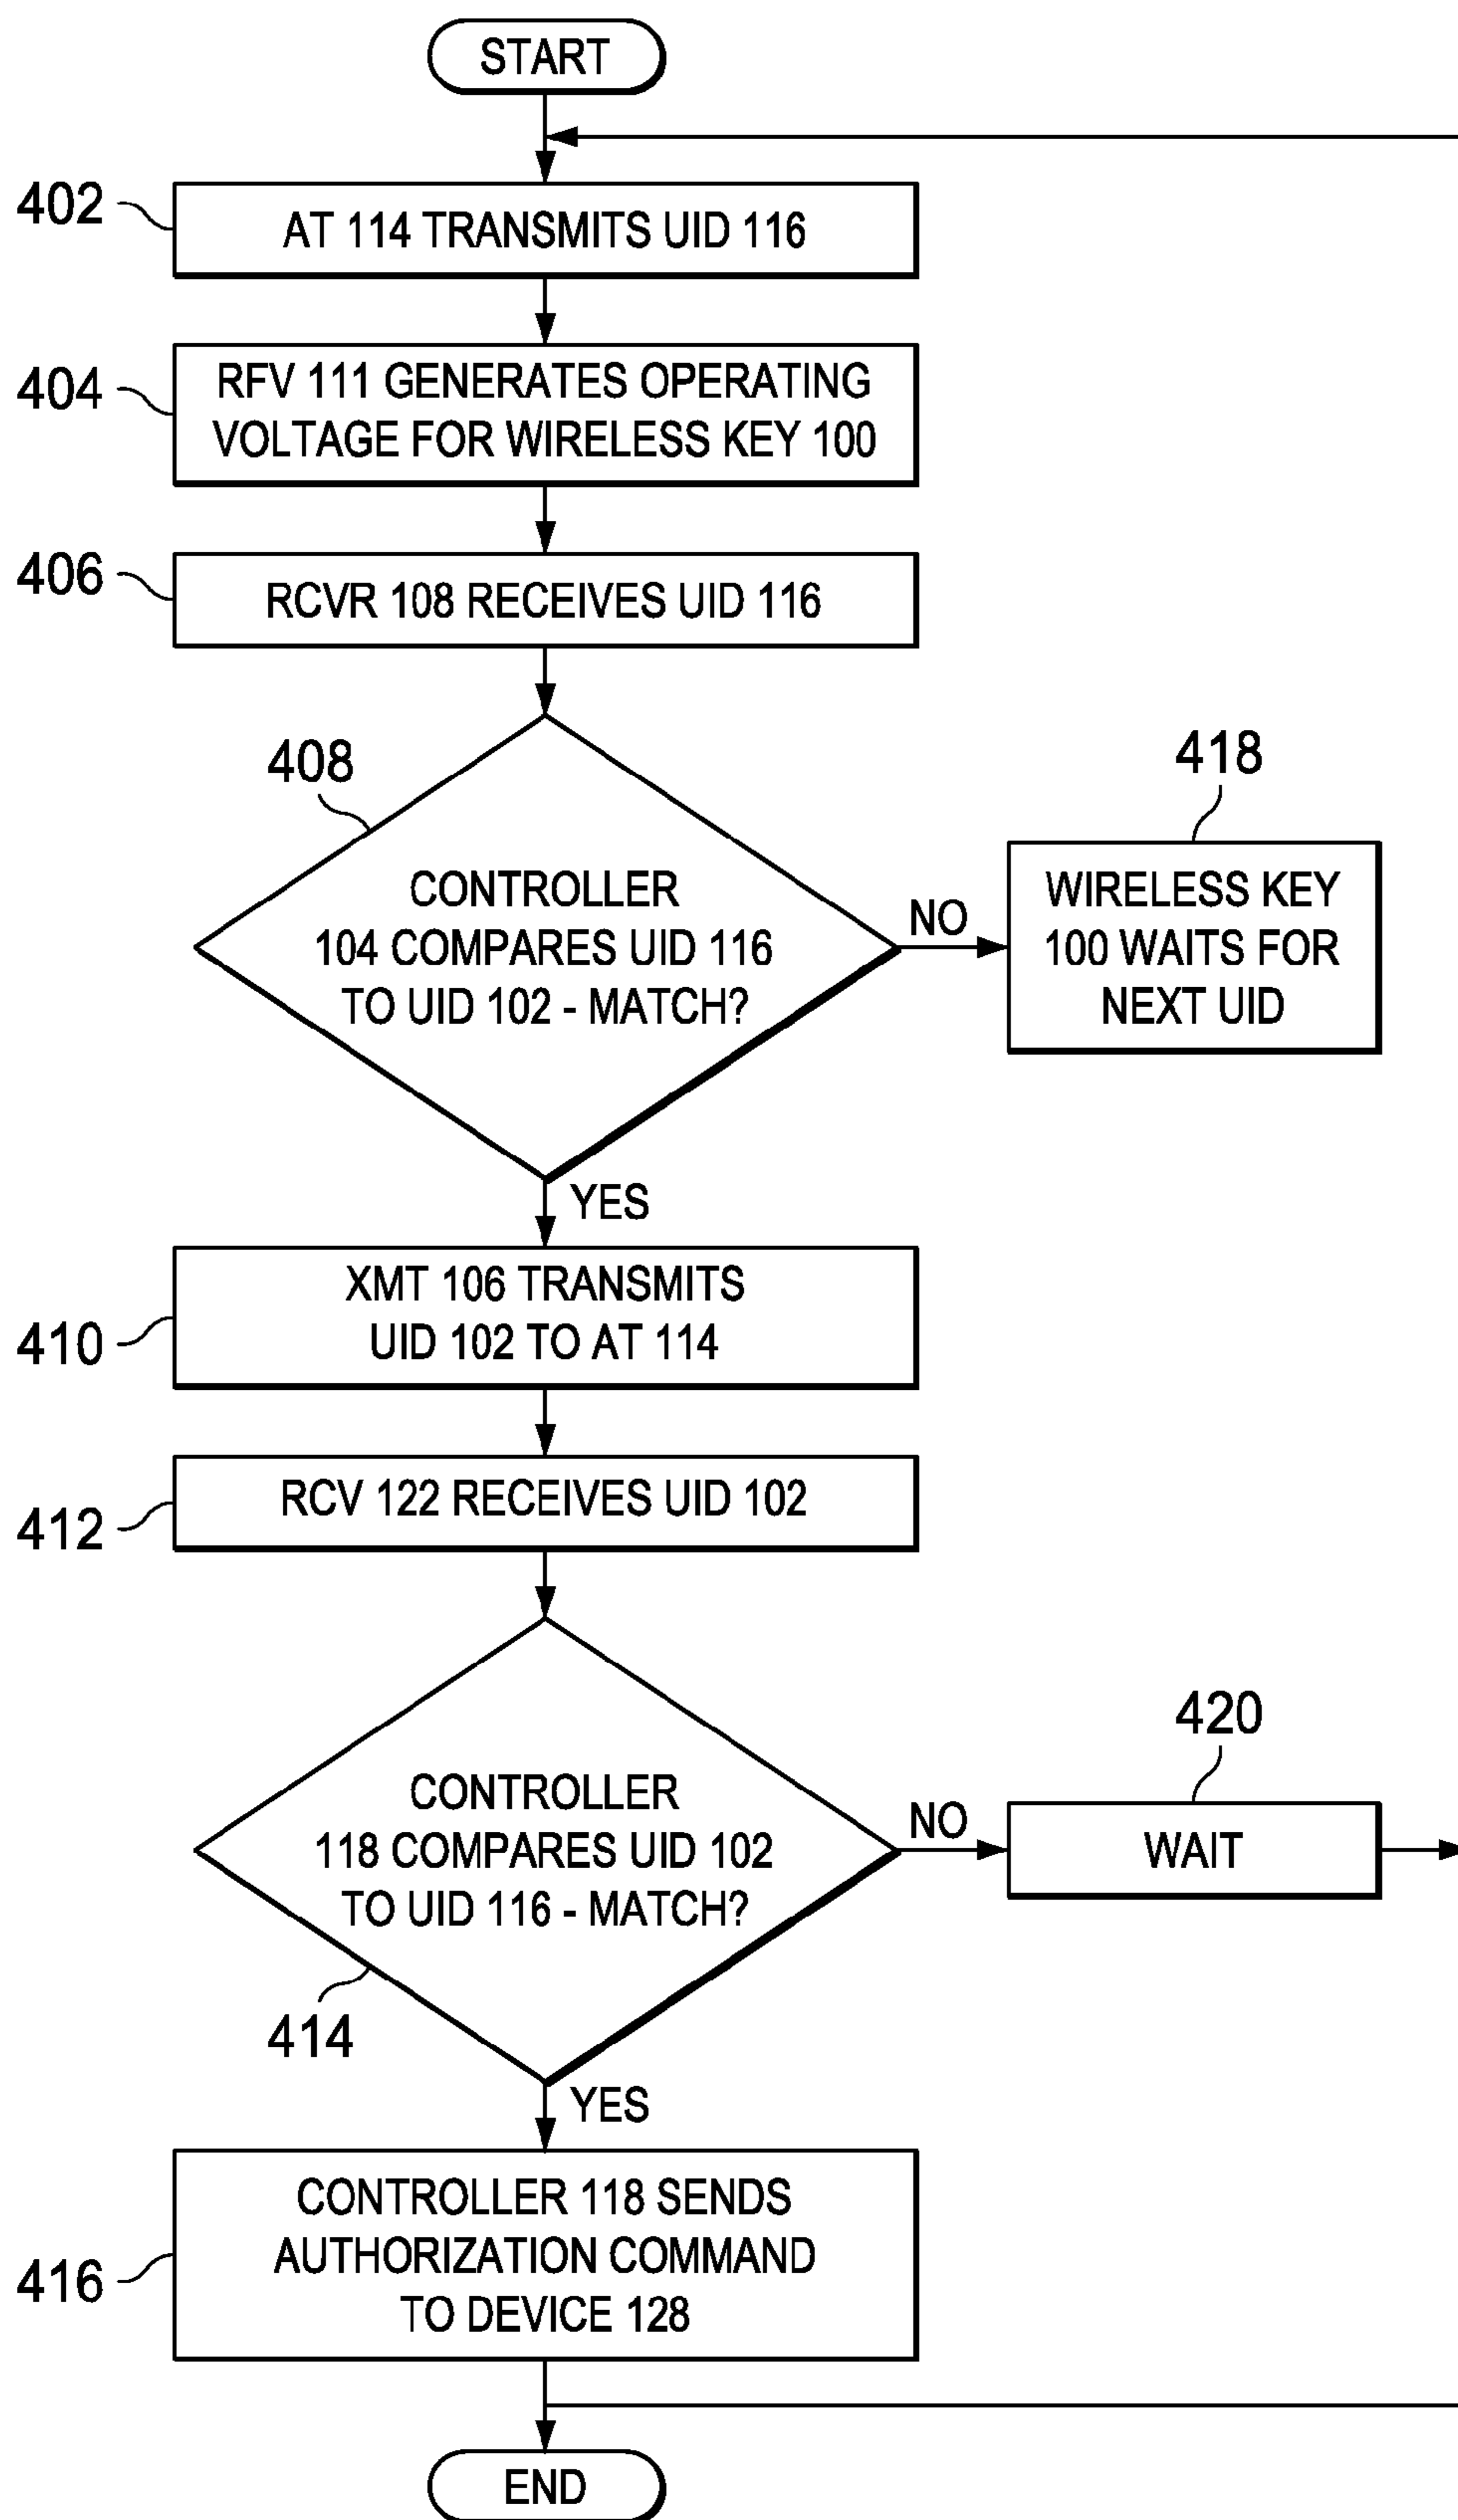 START
402
AT 114 TRANSMITS UID 116
404
RFV 111 GENERATES OPERATING
VOLTAGE FOR WIRELESS KEY 100
406
RCVR 108 RECEIVES UID 116
408
CONTROLLER
104 COMPARES UID 116
TO UID 102 - MATCH?
NO
418
WIRELESS KEY
100 WAITS FOR
NEXT UID
YES
410
XMT 106 TRANSMITS
UID 102 TO AT 114
412
RCV 122 RECEIVES UID 102
CONTROLLER
118 COMPARES UID 102
TO UID 116 - MATCH?
414
NO
420
WAIT
YES
416
CONTROLLER 118 SENDS
AUTHORIZATION COMMAND
TO DEVICE 128
END